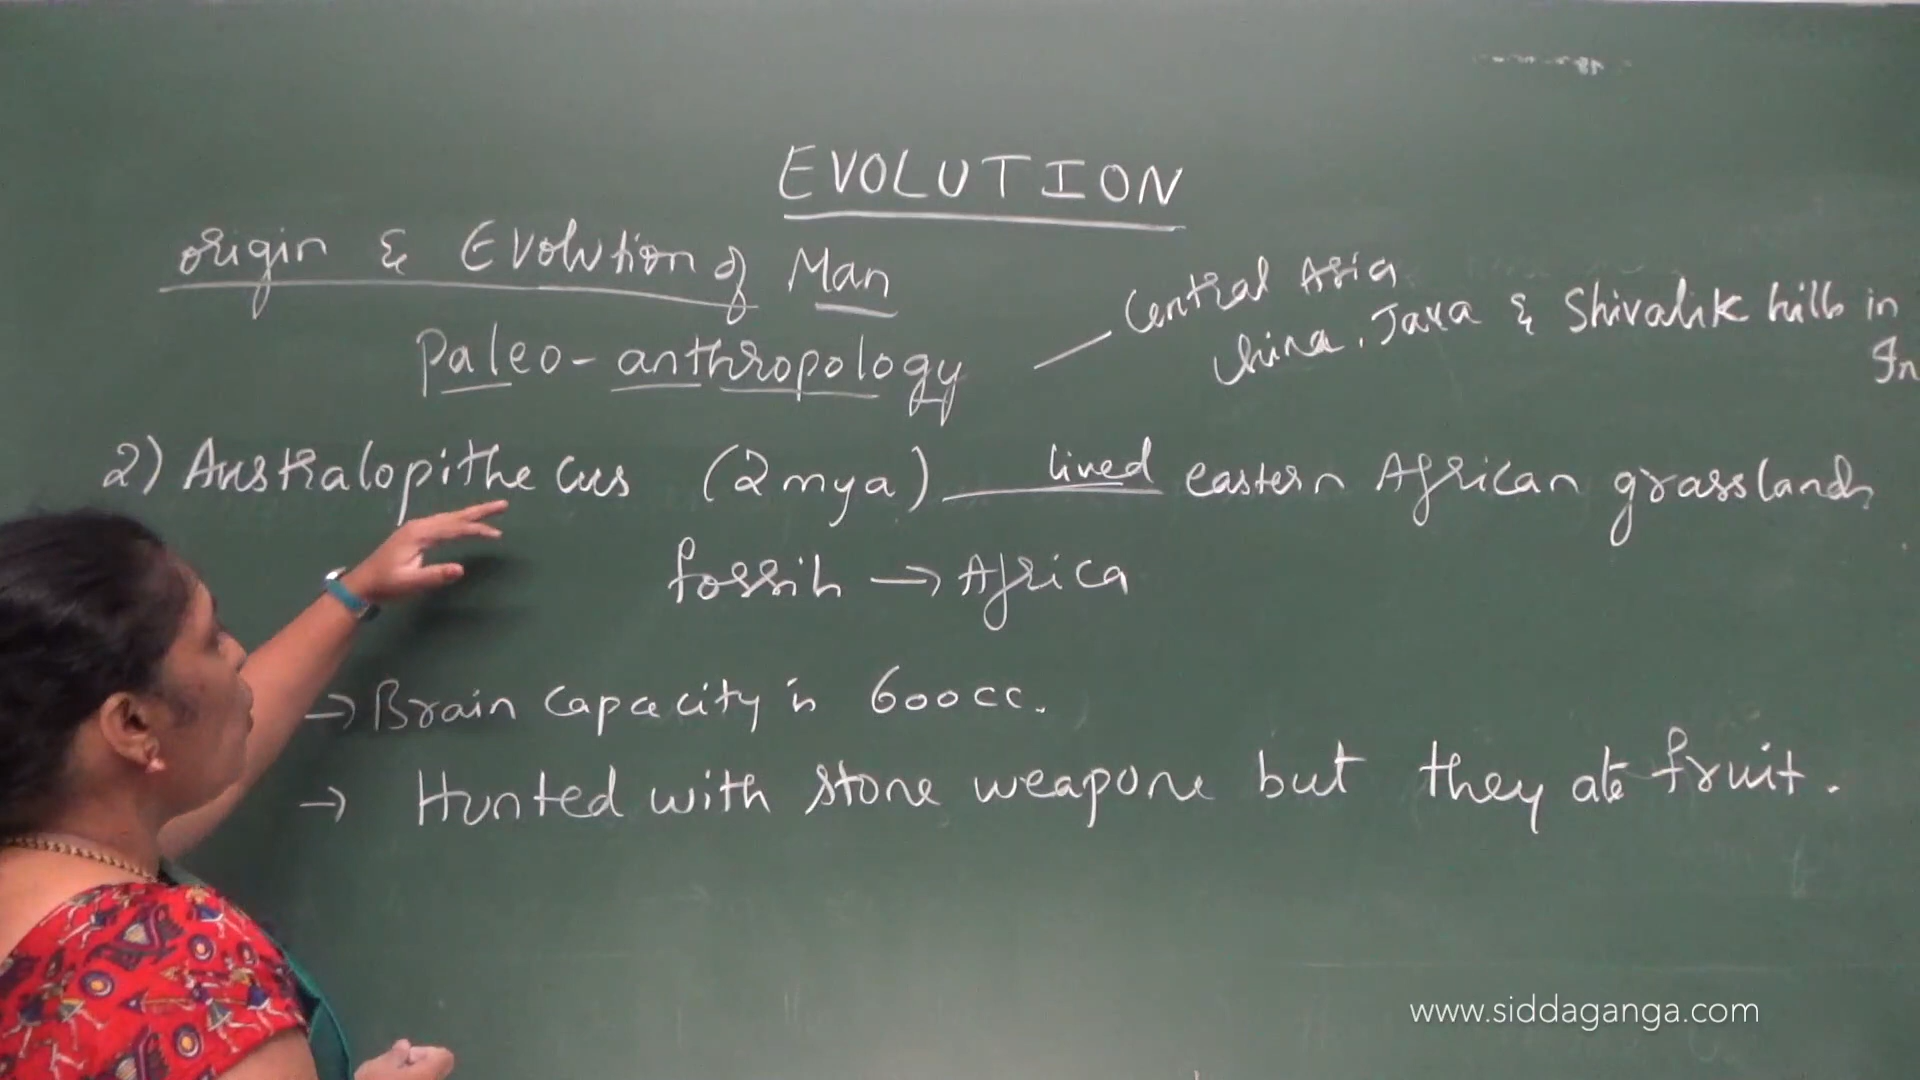 EVOLUTION
origin & Evolution of Man
Paleo-anthropology
Central Asia
China, Java & Shivalik hills in
In
2) Australopithecus (2mya) lived eastern African grasslands
fossils → Africa
→ Brain capacity is 600cc.
→ Hunted with stone weapons but they ate fruit.
www.siddaganga.com